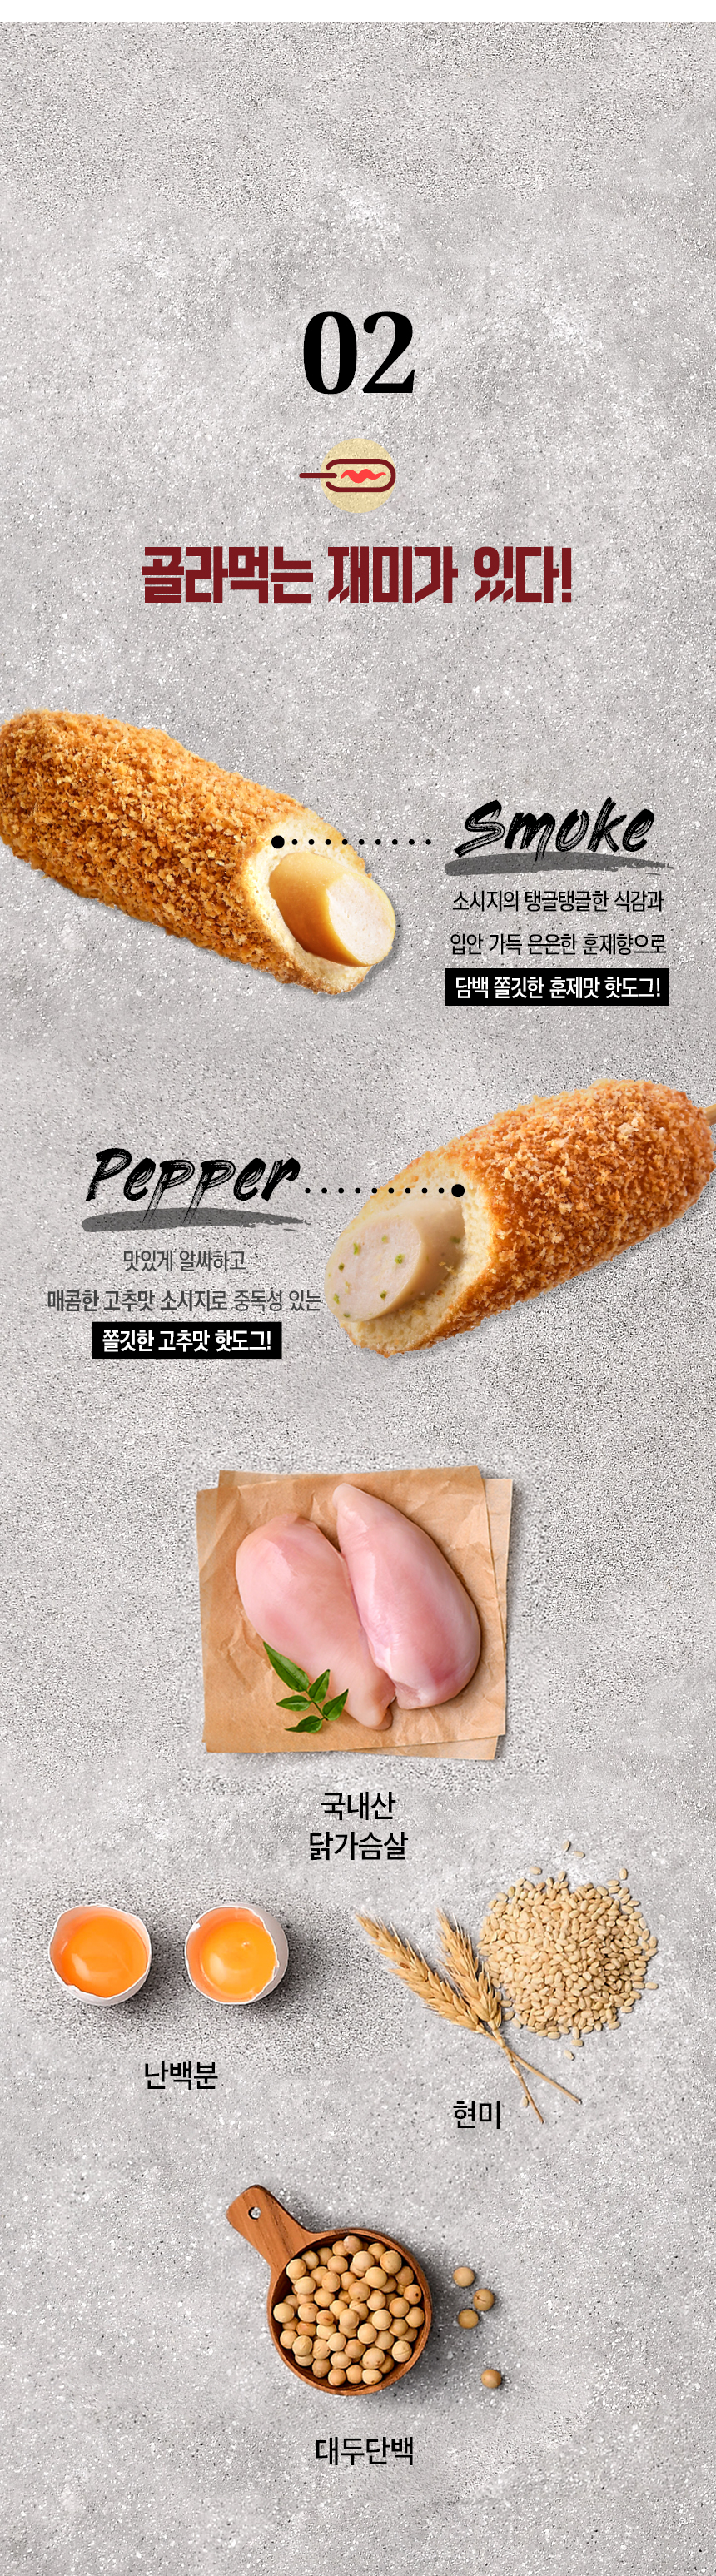 02
골라먹는 재미가 있다!
Smoke
소시지의 탱글탱글한 식감과
입안 가득 은은한 훈제향으로
담백 쫄깃한 훈제맛 핫도그!
Pepper
맛있게 알싸하고
매콤한 고추맛 소시지로 중독성 있는
쫄깃한 고추맛 핫도그!
국내산
닭가슴살
난백분
현미
대두단백